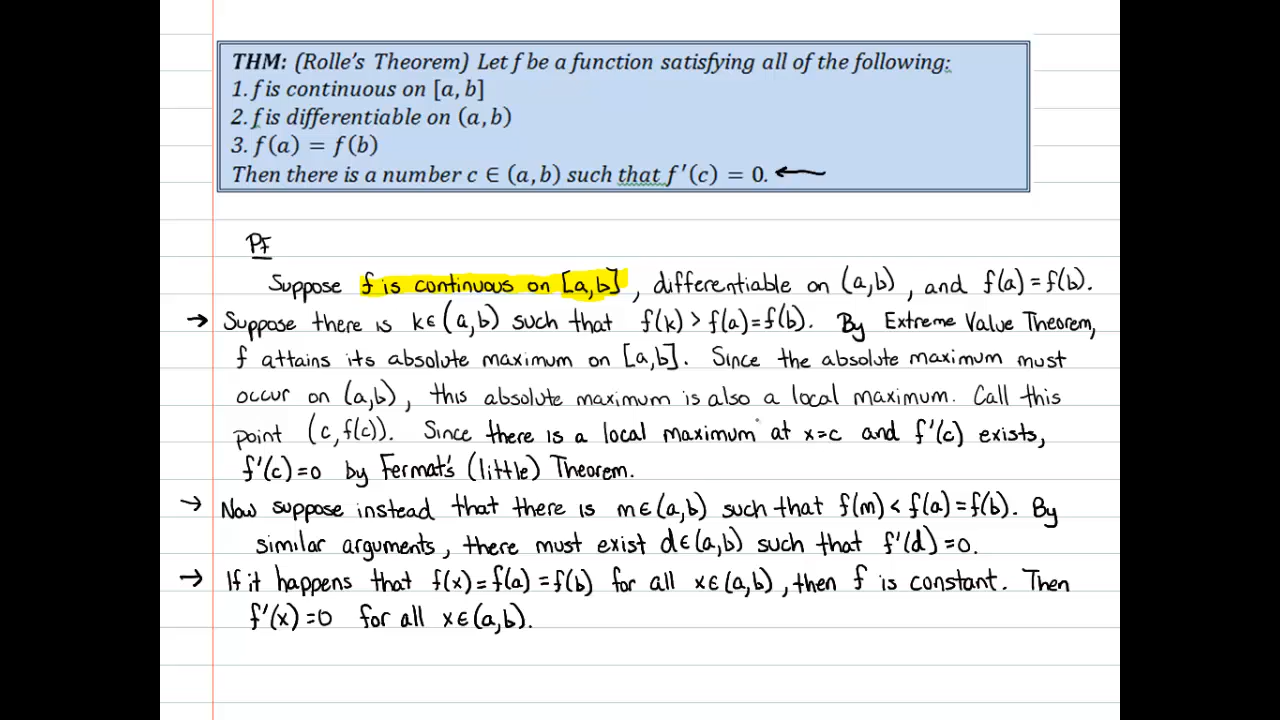 THM: (Rolle's Theorem) Let f be a function satisfying all of the following:
1. f is continuous on [a, b]
2. f is differentiable on (a, b)
3. f(a) = f(b)
Then there is a number c ∈ (a, b) such that f'(c) = 0. ←
Pf
Suppose f is continuous on [a,b], differentiable on (a,b), and f(a)=f(b).
→ Suppose there is k∈(a,b) such that f(k) > f(a)=f(b). By Extreme Value Theorem,
f attains its absolute maximum on [a,b]. Since the absolute maximum must
occur on (a,b), this absolute maximum is also a local maximum. Call this
point (c, f(c)). Since there is a local maximum at x=c and f'(c) exists,
f'(c)=0 by Fermat's (little) Theorem.
→ Now suppose instead that there is m∈(a,b) such that f(m) < f(a)=f(b). By
similar arguments, there must exist d∈(a,b) such that f'(d)=0.
→ If it happens that f(x)=f(a)=f(b) for all x∈(a,b), then f is constant. Then
f'(x)=0 for all x∈(a,b).